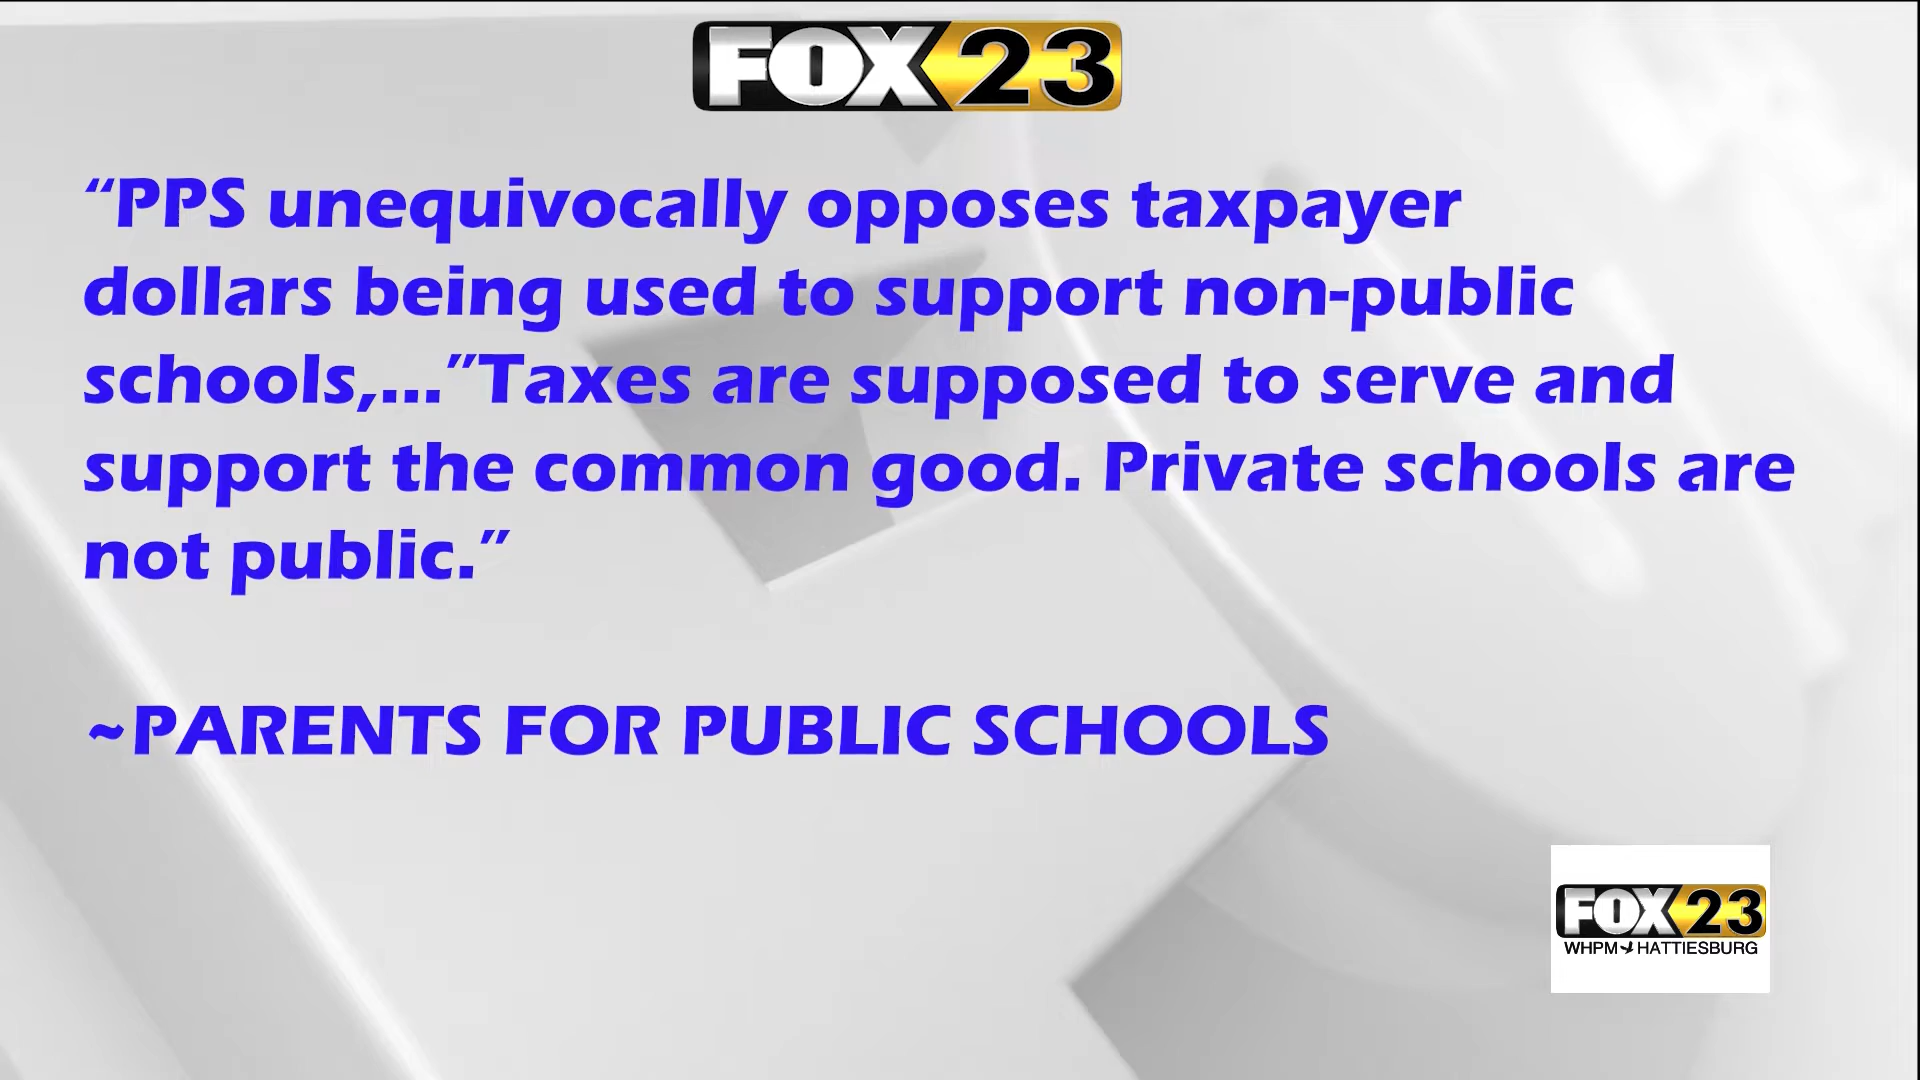 FOX 23
“PPS unequivocally opposes taxpayer
dollars being used to support non-public
schools,...”Taxes are supposed to serve and
support the common good. Private schools are
not public.”
~PARENTS FOR PUBLIC SCHOOLS
FOX 23
WHPM HATTIESBURG